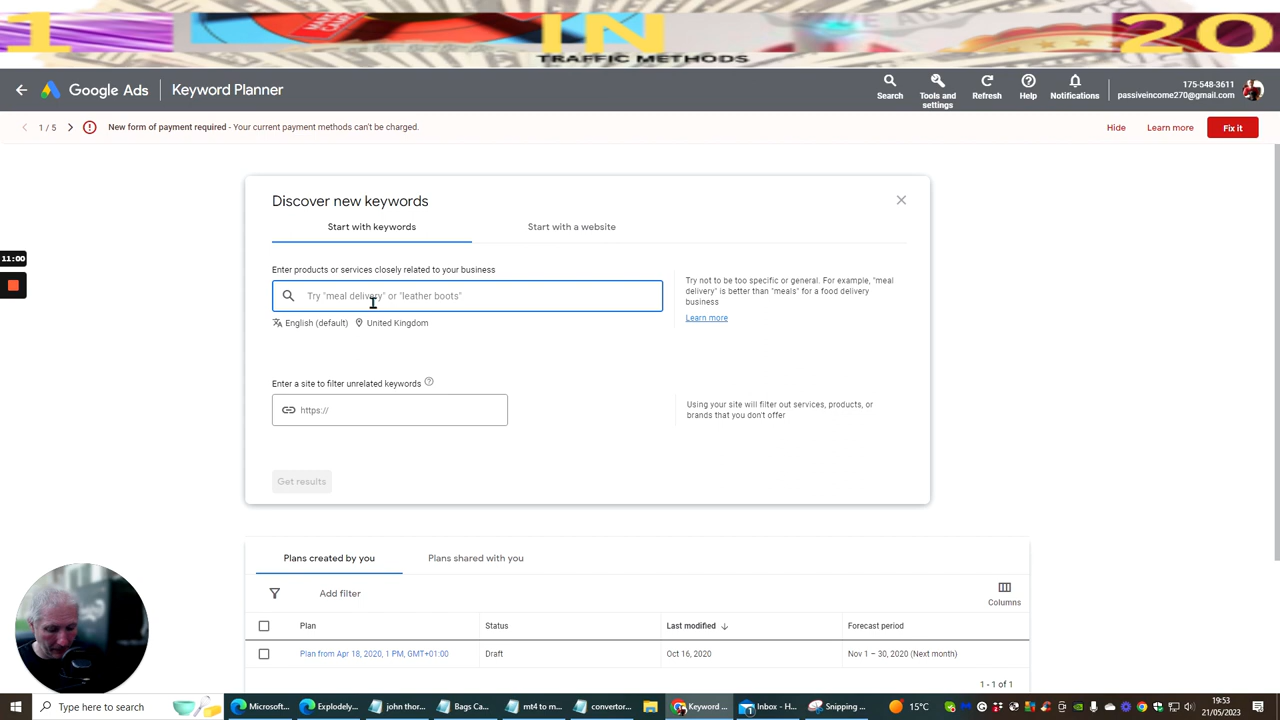 1 IN 20
TRAFFIC METHODS
Google Ads | Keyword Planner
Search
Tools and settings
Refresh
Help
Notifications
175-548-3611
passiveincome270@gmail.com
1 / 5
New form of payment required - Your current payment methods can't be charged.
Hide
Learn more
Fix it
Discover new keywords
Start with keywords
Start with a website
11:00
Enter products or services closely related to your business
Try "meal delivery" or "leather boots"
English (default)
United Kingdom
Try not to be too specific or general. For example, "meal
delivery" is better than "meals" for a food delivery
business
Learn more
Enter a site to filter unrelated keywords
https://
Using your site will filter out services, products, or
brands that you don't offer
Get results
Plans created by you
Plans shared with you
Add filter
Columns
Plan
Status
Last modified
Forecast period
Plan from Apr 18, 2020, 1 PM, GMT+01:00
Draft
Oct 16, 2020
Nov 1 – 30, 2020 (Next month)
1 - 1 of 1
Type here to search
Microsoft...
Explodely...
john thor...
Bags Ca...
m4t to m...
convertor...
Keyword ...
Inbox - H...
Snipping ...
15°C
19:53
21/05/2023